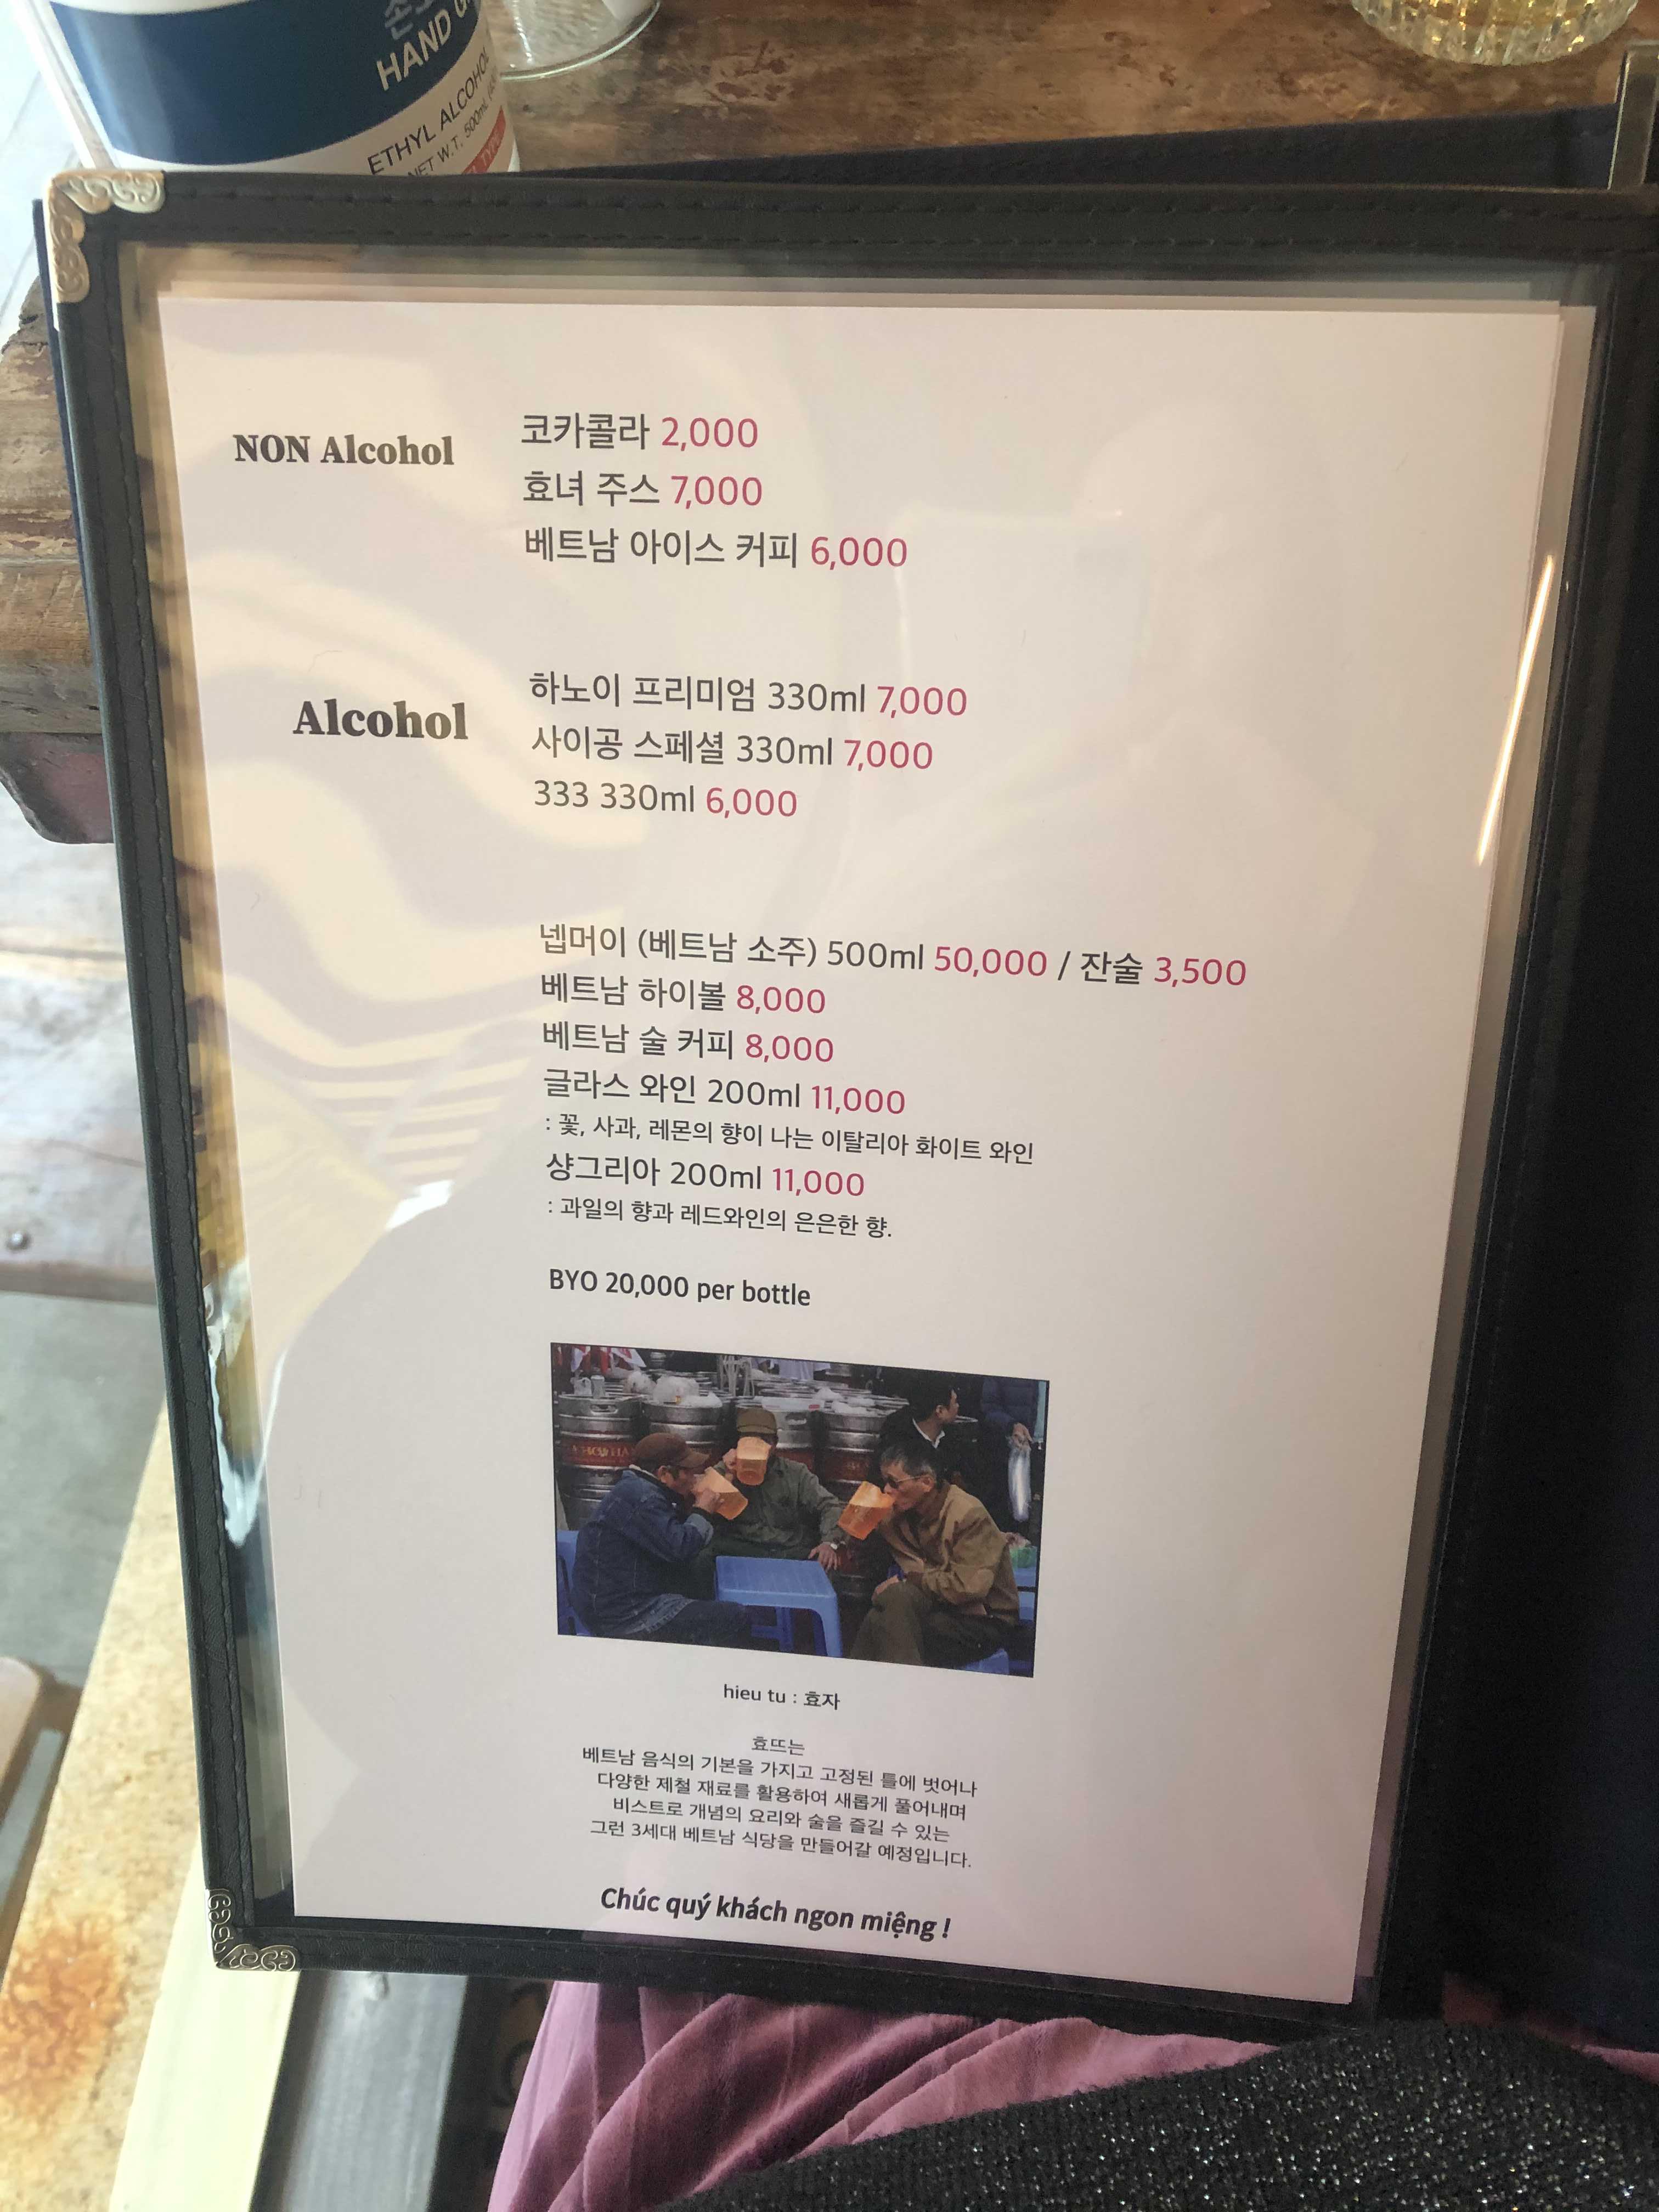 HAND
ETHYL ALCOHOL
NET W.T. 500mL
NON Alcohol
코카콜라 2,000
효녀 주스 7,000
베트남 아이스 커피 6,000
Alcohol
하노이 프리미엄 330ml 7,000
사이공 스페셜 330ml 7,000
333 330ml 6,000
넵머이 (베트남 소주) 500ml 50,000 / 잔술 3,500
베트남 하이볼 8,000
베트남 술 커피 8,000
글라스 와인 200ml 11,000
: 꽃, 사과, 레몬의 향이 나는 이탈리아 화이트 와인
샹그리아 200ml 11,000
: 과일의 향과 레드와인의 은은한 향.
BYO 20,000 per bottle
hieu tu : 효자
효뜨는
베트남 음식의 기본을 가지고 고정된 틀에 벗어나
다양한 제철 재료를 활용하여 새롭게 풀어내며
비스트로 개념의 요리와 술을 즐길 수 있는
그런 3세대 베트남 식당을 만들어갈 예정입니다.
Chúc quý khách ngon miệng !